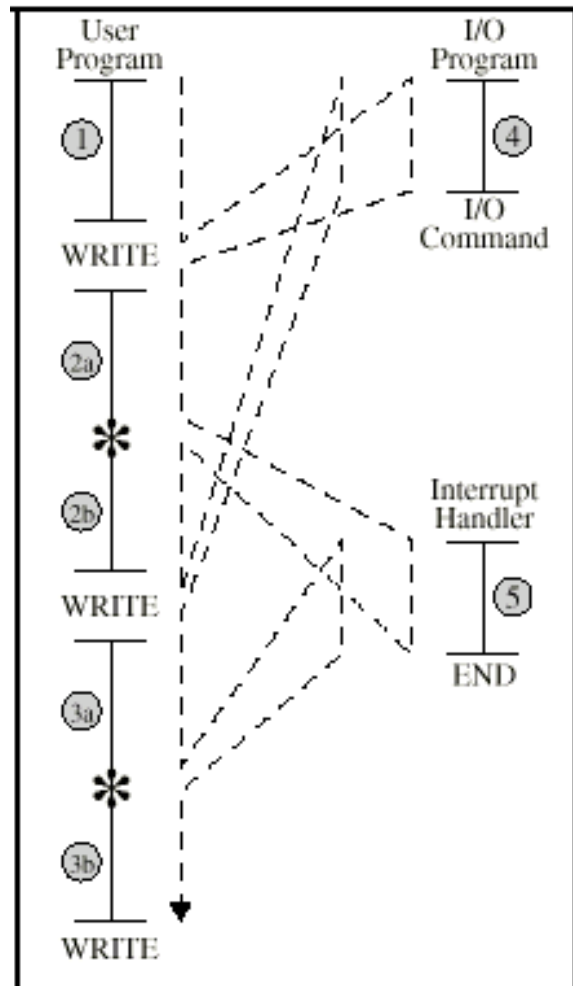 User
Program
1
WRITE
2a
*
2b
WRITE
3a
*
3b
WRITE
I/O
Program
4
I/O
Command
Interrupt
Handler
5
END